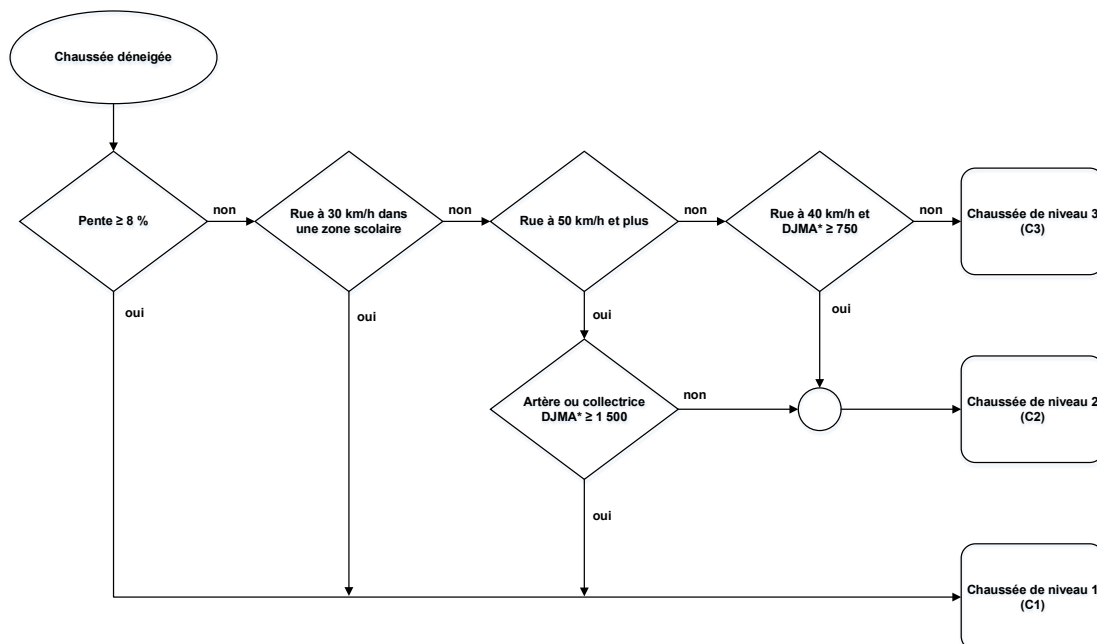 Chaussée déneigée
Pente ≥ 8 %
non
Rue à 30 km/h dans
une zone scolaire
non
Rue à 50 km/h et plus
non
Rue à 40 km/h et
DJMA* ≥ 750
non
Chaussée de niveau 3
(C3)
oui
oui
oui
oui
Artère ou collectrice
DJMA* ≥ 1 500
non
Chaussée de niveau 2
(C2)
oui
Chaussée de niveau 1
(C1)